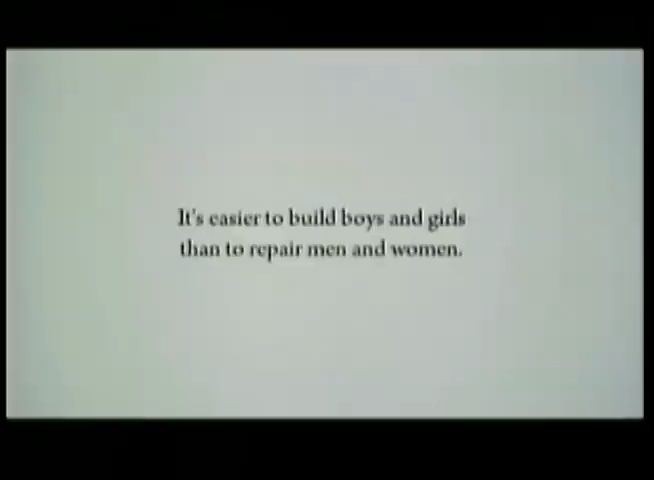 It's easier to build boys and girls
than to repair men and women.